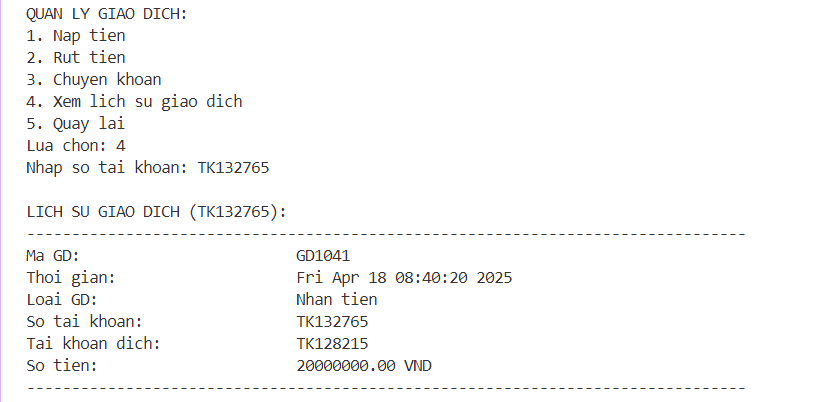 QUAN LY GIAO DICH:
1. Nap tien
2. Rut tien
3. Chuyen khoan
4. Xem lich su giao dich
5. Quay lai
Lua chon: 4
Nhap so tai khoan: TK132765
LICH SU GIAO DICH (TK132765):
--------------------------------------------------------------------------------
Ma GD: GD1041
Thoi gian: Fri Apr 18 08:40:20 2025
Loai GD: Nhan tien
So tai khoan: TK132765
Tai khoan dich: TK128215
So tien: 20000000.00 VND
--------------------------------------------------------------------------------